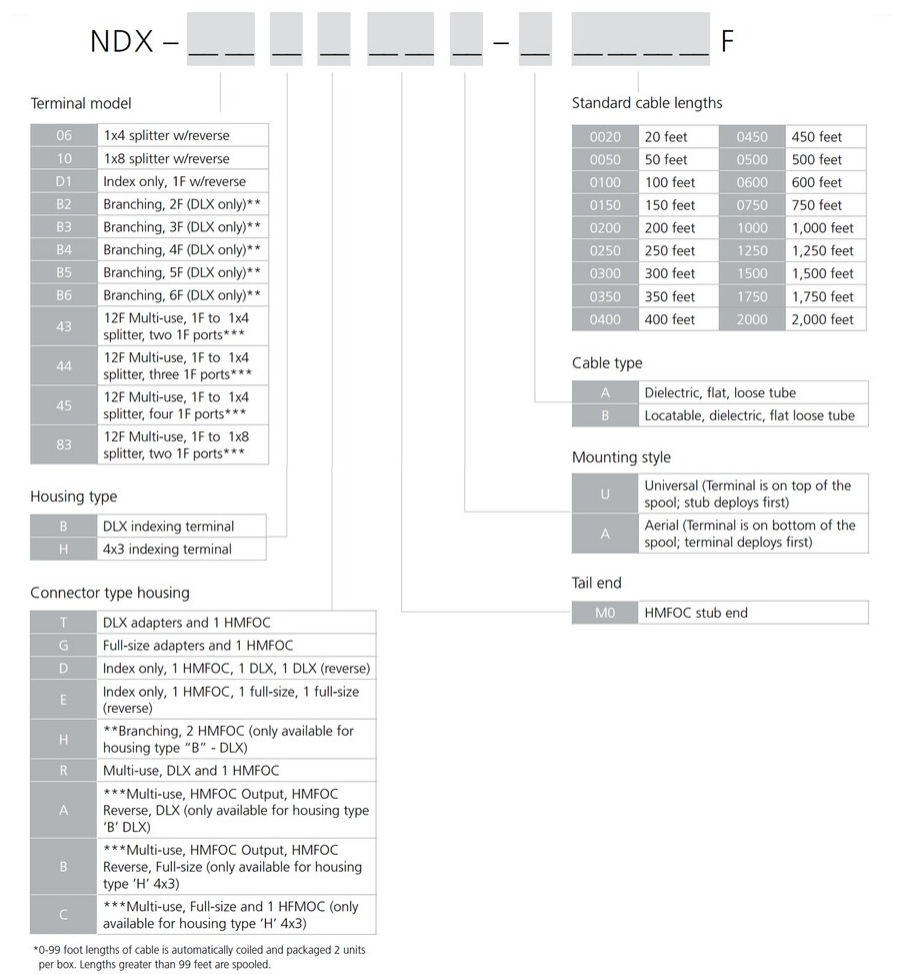 NDX – __ __ __ __ __ __ __ – __ __ __ __ __ F
Terminal model
06 1x4 splitter w/reverse
10 1x8 splitter w/reverse
D1 Index only, 1F w/reverse
B2 Branching, 2F (DLX only)**
B3 Branching, 3F (DLX only)**
B4 Branching, 4F (DLX only)**
B5 Branching, 5F (DLX only)**
B6 Branching, 6F (DLX only)**
43 12F Multi-use, 1F to 1x4
splitter, two 1F ports***
44 12F Multi-use, 1F to 1x4
splitter, three 1F ports***
45 12F Multi-use, 1F to 1x4
splitter, four 1F ports***
83 12F Multi-use, 1F to 1x8
splitter, two 1F ports***
Housing type
B DLX indexing terminal
H 4x3 indexing terminal
Connector type housing
T DLX adapters and 1 HMFOC
G Full-size adapters and 1 HMFOC
D Index only, 1 HMFOC, 1 DLX, 1 DLX (reverse)
E Index only, 1 HMFOC, 1 full-size, 1 full-size
(reverse)
H **Branching, 2 HMFOC (only available for
housing type "B" - DLX)
R Multi-use, DLX and 1 HMFOC
A ***Multi-use, HMFOC Output, HMFOC
Reverse, DLX (only available for housing type
'B' DLX)
B ***Multi-use, HMFOC Output, HMFOC
Reverse, Full-size (only available for housing
type 'H' 4x3)
C ***Multi-use, Full-size and 1 HFMOC (only
available for housing type 'H' 4x3)
*0-99 foot lengths of cable is automatically coiled and packaged 2 units
per box. Lengths greater than 99 feet are spooled.
Standard cable lengths
0020 20 feet 0450 450 feet
0050 50 feet 0500 500 feet
0100 100 feet 0600 600 feet
0150 150 feet 0750 750 feet
0200 200 feet 1000 1,000 feet
0250 250 feet 1250 1,250 feet
0300 300 feet 1500 1,500 feet
0350 350 feet 1750 1,750 feet
0400 400 feet 2000 2,000 feet
Cable type
A Dielectric, flat, loose tube
B Locatable, dielectric, flat loose tube
Mounting style
U Universal (Terminal is on top of the
spool; stub deploys first)
A Aerial (Terminal is on bottom of the
spool; terminal deploys first)
Tail end
M0 HMFOC stub end